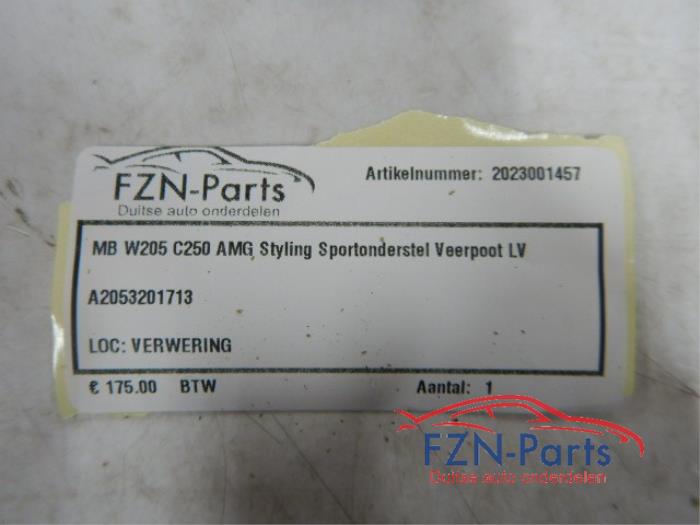 FZN-Parts
Duitse auto onderdelen
Artikelnummer: 2023001457
MB W205 C250 AMG Styling Sportonderstel Veerpoot LV
A2053201713
LOC: VERWERING
€ 175.00 BTW
Aantal: 1
FZN-Parts
Duitse auto onderdelen